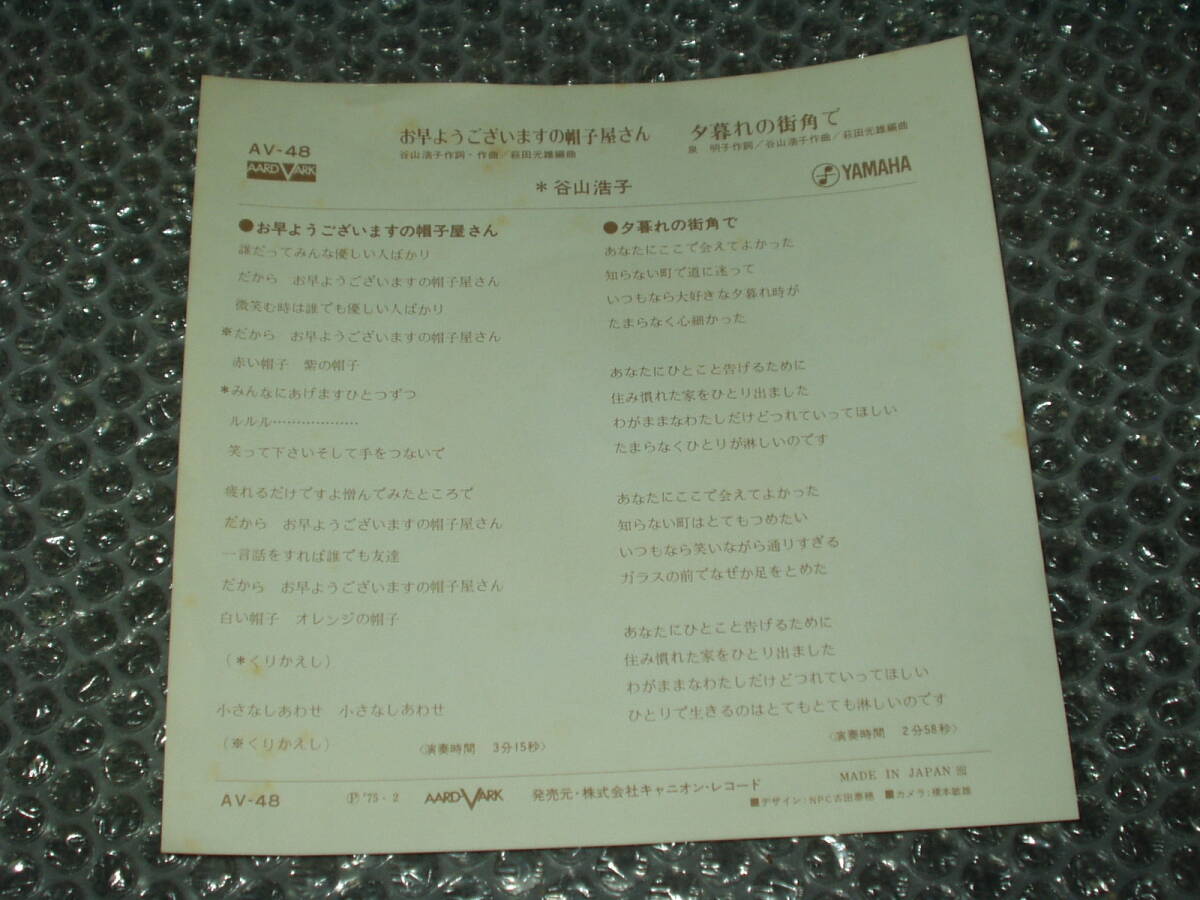 AV-48
AARDVARK
お早ようございますの帽子屋さん
谷山浩子作詞・作曲／萩田光雄編曲
夕暮れの街角で
泉 明子作詞／谷山浩子作曲／萩田光雄編曲
＊谷山浩子
YAMAHA
●お早ようございますの帽子屋さん
誰だってみんな優しい人ばかり
だから お早ようございますの帽子屋さん
微笑む時は誰でも優しい人ばかり
※だから お早ようございますの帽子屋さん
赤い帽子 紫の帽子
＊みんなにあげますひとつずつ
ルルル………………
笑って下さいそして手をつないで
疲れるだけですよ憎んでみたところで
だから お早ようございますの帽子屋さん
一言話をすれば誰でも友達
だから お早ようございますの帽子屋さん
白い帽子 オレンジの帽子
（＊くりかえし）
小さなしあわせ 小さなしあわせ
（※くりかえし）
〈演奏時間 3分15秒〉
●夕暮れの街角で
あなたにここで会えてよかった
知らない町で道に迷って
いつもなら大好きな夕暮れ時が
たまらなく心細かった
あなたにひとこと告げるために
住み慣れた家をひとり出ました
わがままなわたしだけどつれていってほしい
たまらなくひとりが淋しいのです
あなたにここで会えてよかった
知らない町はとてもつめたい
いつもなら笑いながら通りすぎる
ガラスの前でなぜか足をとめた
あなたにひとこと告げるために
住み慣れた家をひとり出ました
わがままなわたしだけどつれていってほしい
ひとりで生きるのはとてもとても淋しいのです
〈演奏時間 2分58秒〉
AV-48
Ⓟ'75・2
AARDVARK
発売元・株式会社キャニオン・レコード
MADE IN JAPAN
■デザイン：NPC吉田泰穂 ■カメラ：橋本敏雄